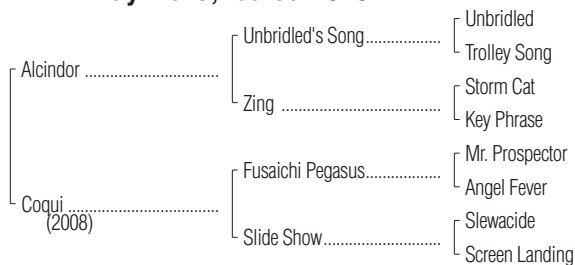 Unbridled
Unbridled's Song
Trolley Song
Alcindor
Storm Cat
Zing
Key Phrase
Mr. Prospector
Fusaichi Pegasus
Angel Fever
Coqui
(2008)
Slewacide
Slide Show
Screen Landing